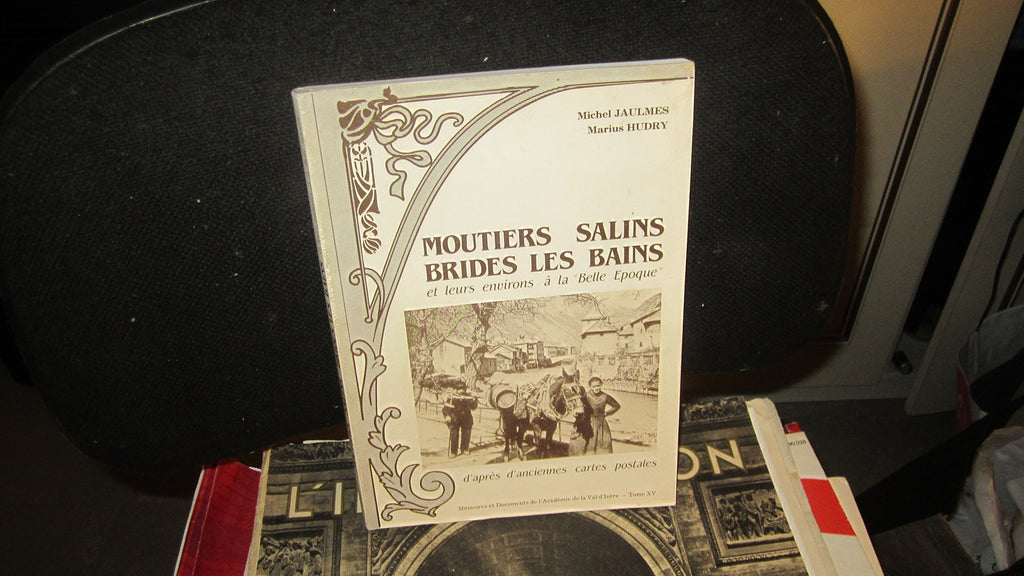 Michel JAULMES
Marius HUDRY
MOUTIERS SALINS
BRIDES LES BAINS
et leurs environs à la "Belle Epoque"
d'après d'anciennes cartes postales
Mémoires et Documents de l'Académie de la Val d'Isère. — Tome XV